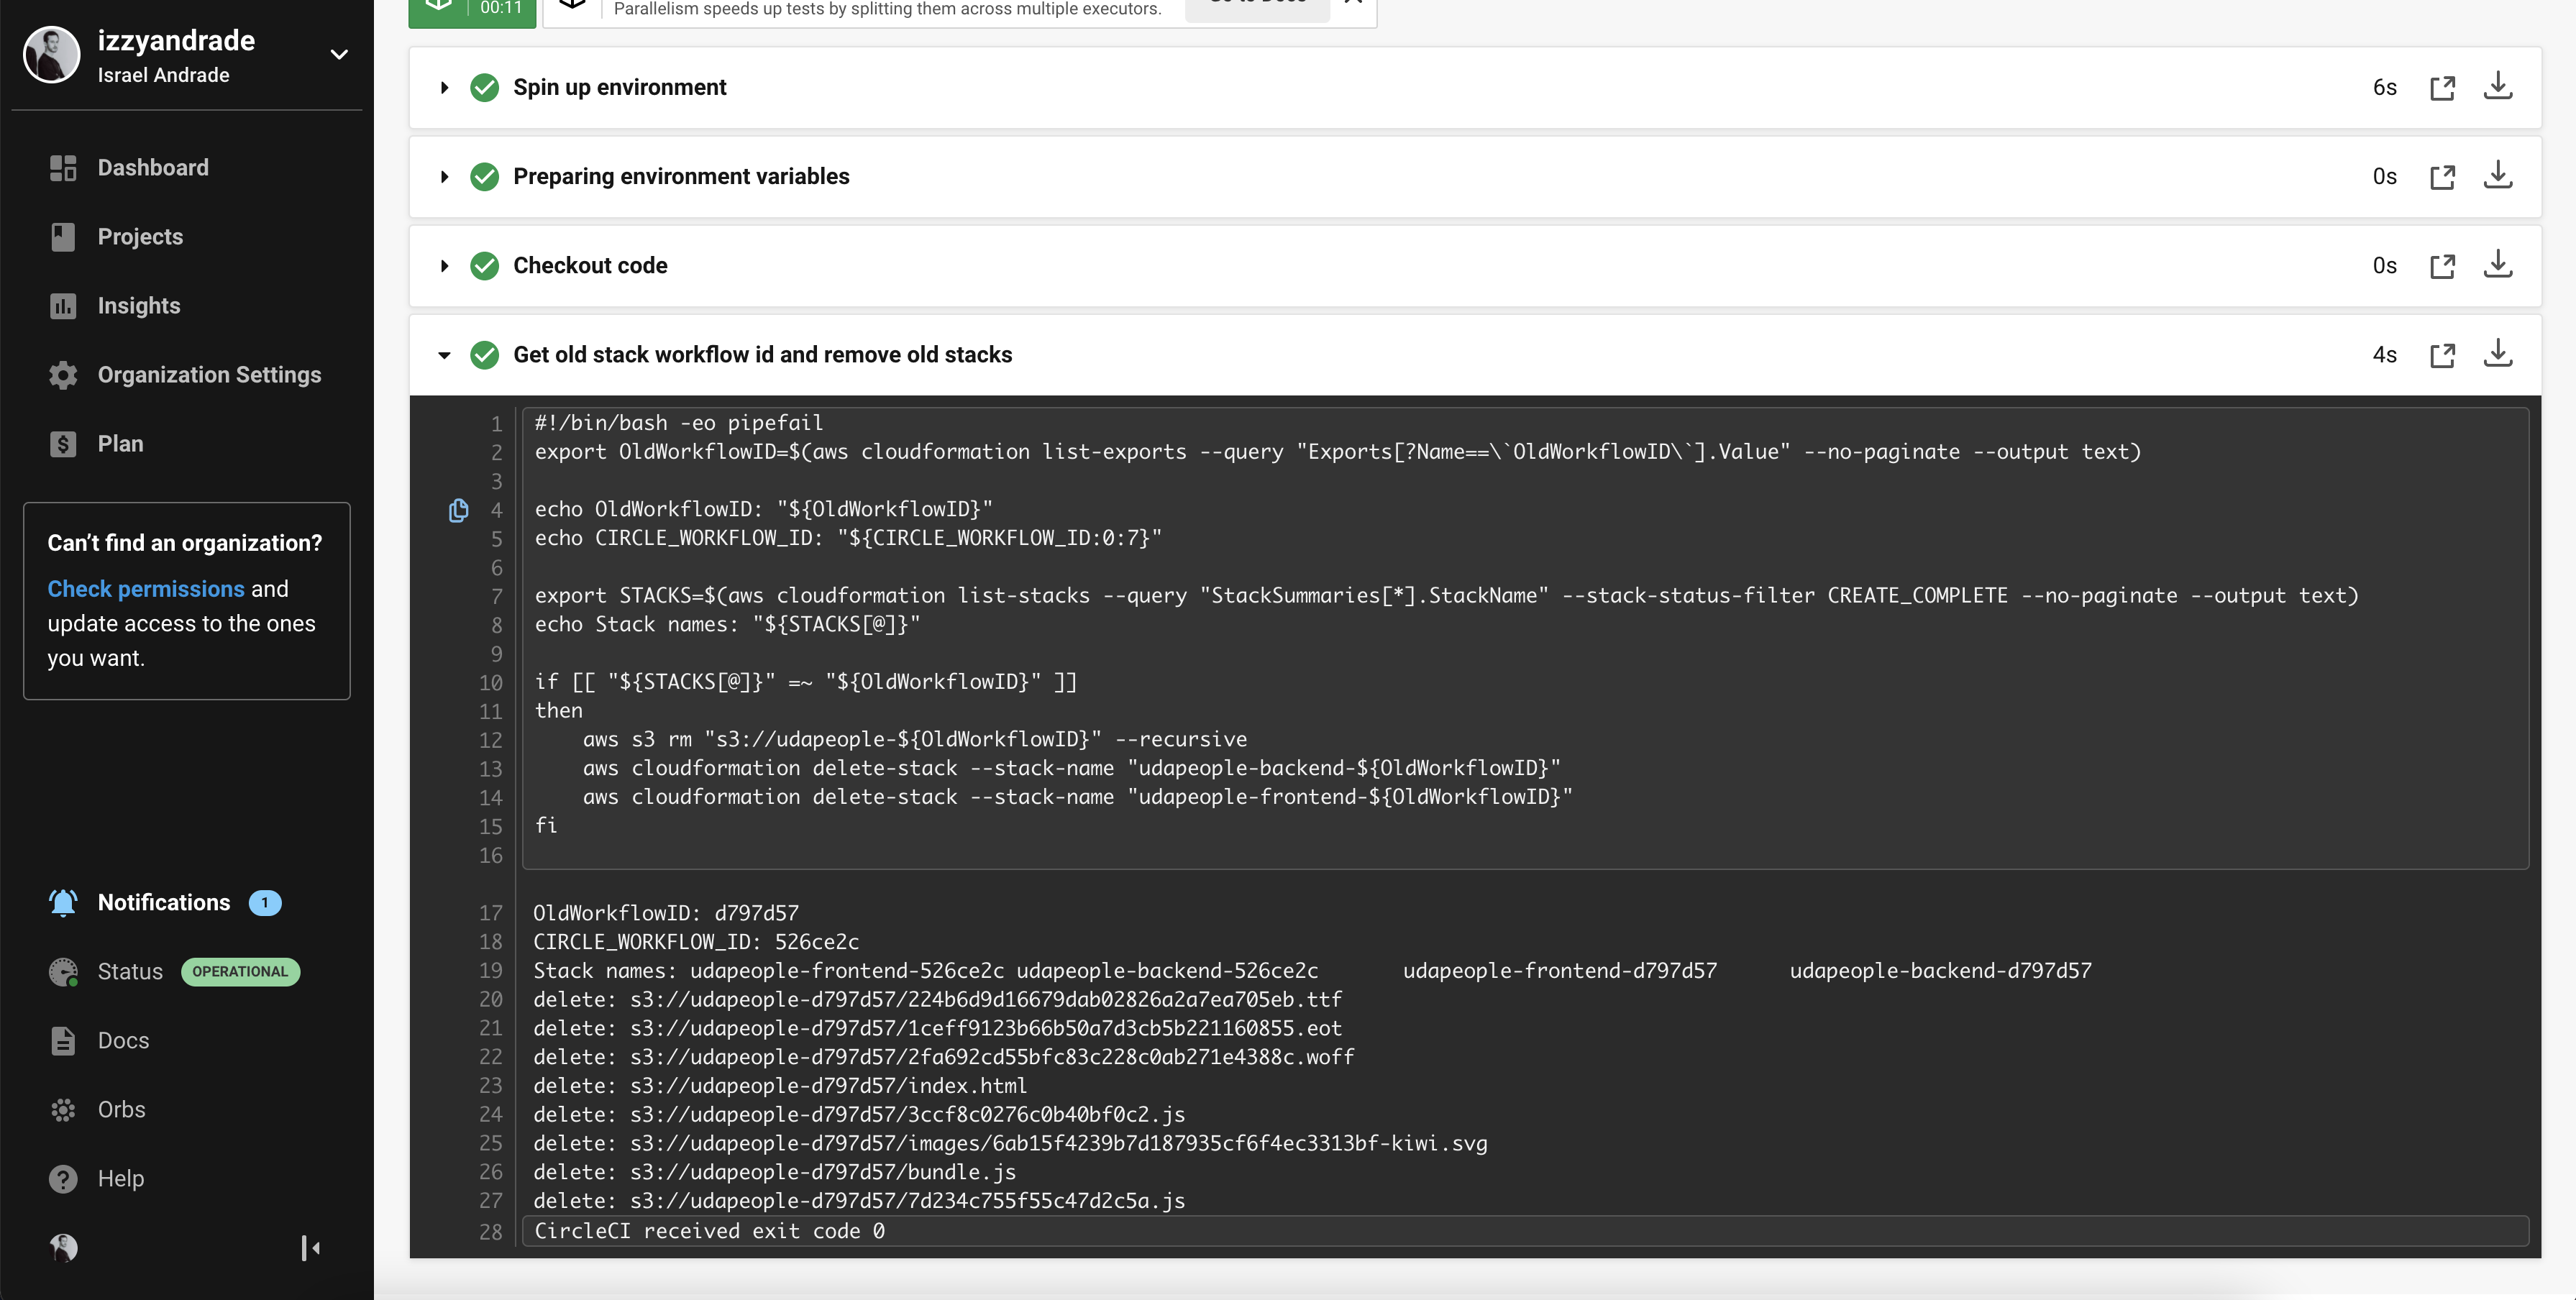 izzyandrade
Israel Andrade
Dashboard
Projects
Insights
Organization Settings
$ Plan
Can’t find an organization?
Check permissions and
update access to the ones
you want.
Notifications 1
Status OPERATIONAL
Docs
Orbs
? Help
00:11
Parallelism speeds up tests by splitting them across multiple executors.
Spin up environment 6s
Preparing environment variables 0s
Checkout code 0s
Get old stack workflow id and remove old stacks 4s
1 #!/bin/bash -eo pipefail
2 export OldWorkflowID=$(aws cloudformation list-exports --query "Exports[?Name==\`OldWorkflowID\`].Value" --no-paginate --output text)
3
4 echo OldWorkflowID: "${OldWorkflowID}"
5 echo CIRCLE_WORKFLOW_ID: "${CIRCLE_WORKFLOW_ID:0:7}"
6
7 export STACKS=$(aws cloudformation list-stacks --query "StackSummaries[*].StackName" --stack-status-filter CREATE_COMPLETE --no-paginate --output text)
8 echo Stack names: "${STACKS[@]}"
9
10 if [[ "${STACKS[@]}" =~ "${OldWorkflowID}" ]]
11 then
12 aws s3 rm "s3://udapeople-${OldWorkflowID}" --recursive
13 aws cloudformation delete-stack --stack-name "udapeople-backend-${OldWorkflowID}"
14 aws cloudformation delete-stack --stack-name "udapeople-frontend-${OldWorkflowID}"
15 fi
16
17 OldWorkflowID: d797d57
18 CIRCLE_WORKFLOW_ID: 526ce2c
19 Stack names: udapeople-frontend-526ce2c udapeople-backend-526ce2c udapeople-frontend-d797d57 udapeople-backend-d797d57
20 delete: s3://udapeople-d797d57/224b6d9d16679dab02826a2a7ea705eb.ttf
21 delete: s3://udapeople-d797d57/1ceff9123b66b50a7d3cb5b221160855.eot
22 delete: s3://udapeople-d797d57/2fa692cd55bfc83c228c0ab271e4388c.woff
23 delete: s3://udapeople-d797d57/index.html
24 delete: s3://udapeople-d797d57/3ccf8c0276c0b40bf0c2.js
25 delete: s3://udapeople-d797d57/images/6ab15f4239b7d187935cf6f4ec3313bf-kiwi.svg
26 delete: s3://udapeople-d797d57/bundle.js
27 delete: s3://udapeople-d797d57/7d234c755f55c47d2c5a.js
28 CircleCI received exit code 0